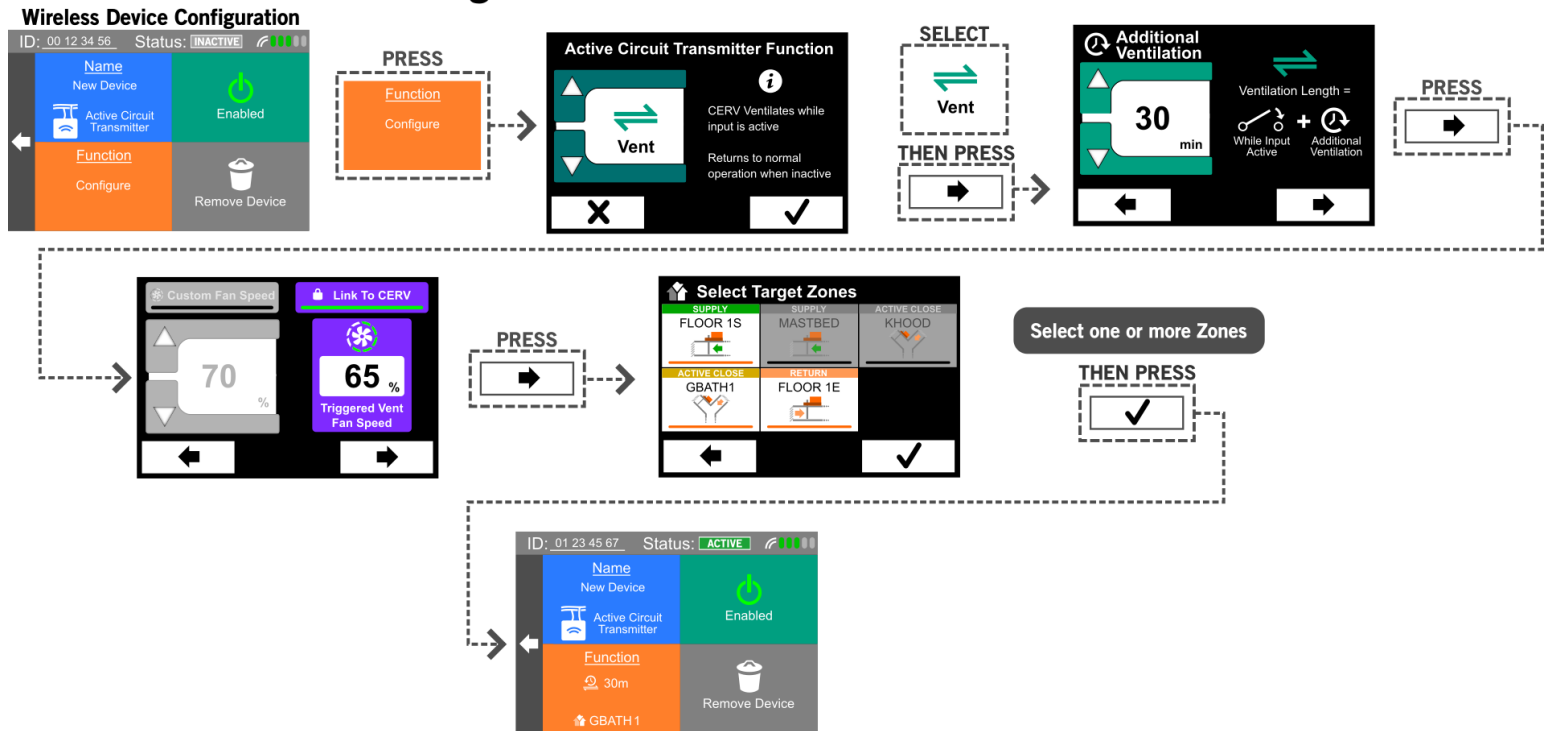 Wireless Device Configuration
ID: 00 12 34 56 Status: INACTIVE
Name
New Device
Active Circuit
Transmitter
Enabled
Function
Configure
Remove Device
PRESS
Function
Configure
Active Circuit Transmitter Function
Vent
i
CERV Ventilates while
input is active
Returns to normal
operation when inactive
SELECT
Vent
THEN PRESS
Additional
Ventilation
30
min
Ventilation Length =
+
While Input
Active
Additional
Ventilation
PRESS
Custom Fan Speed
70
%
Link To CERV
65 %
Triggered Vent
Fan Speed
PRESS
Select Target Zones
SUPPLY
FLOOR 1S
SUPPLY
MASTBED
ACTIVE CLOSE
KHOOD
ACTIVE CLOSE
GBATH1
RETURN
FLOOR 1E
Select one or more Zones
THEN PRESS
ID: 01 23 45 67 Status: ACTIVE
Name
New Device
Active Circuit
Transmitter
Enabled
Function
30m
GBATH 1
Remove Device